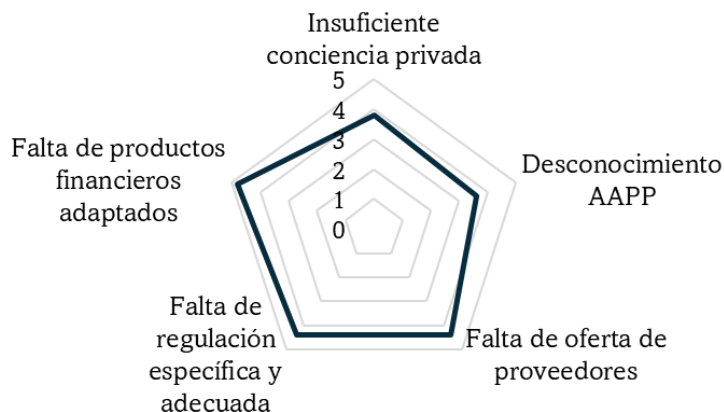 Insuficiente
conciencia privada
5
4
3
2
1
0
Desconocimiento
AAPP
Falta de oferta de
proveedores
Falta de
regulación
específica y
adecuada
Falta de productos
financieros
adaptados